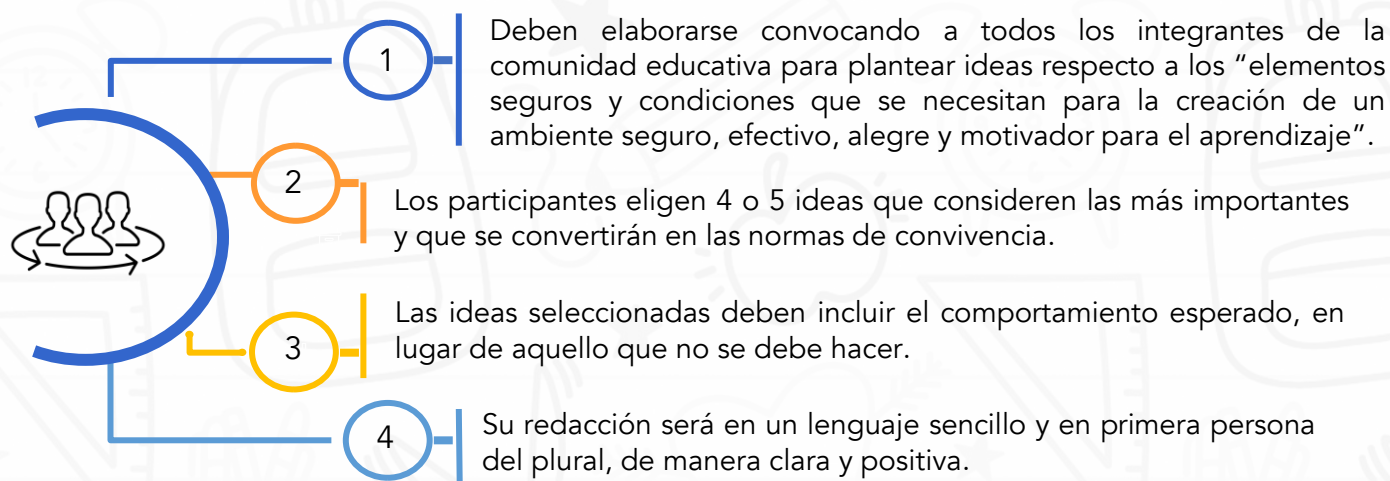 1
Deben elaborarse convocando a todos los integrantes de la
comunidad educativa para plantear ideas respecto a los “elementos
seguros y condiciones que se necesitan para la creación de un
ambiente seguro, efectivo, alegre y motivador para el aprendizaje”.
2
Los participantes eligen 4 o 5 ideas que consideren las más importantes
y que se convertirán en las normas de convivencia.
3
Las ideas seleccionadas deben incluir el comportamiento esperado, en
lugar de aquello que no se debe hacer.
4
Su redacción será en un lenguaje sencillo y en primera persona
del plural, de manera clara y positiva.